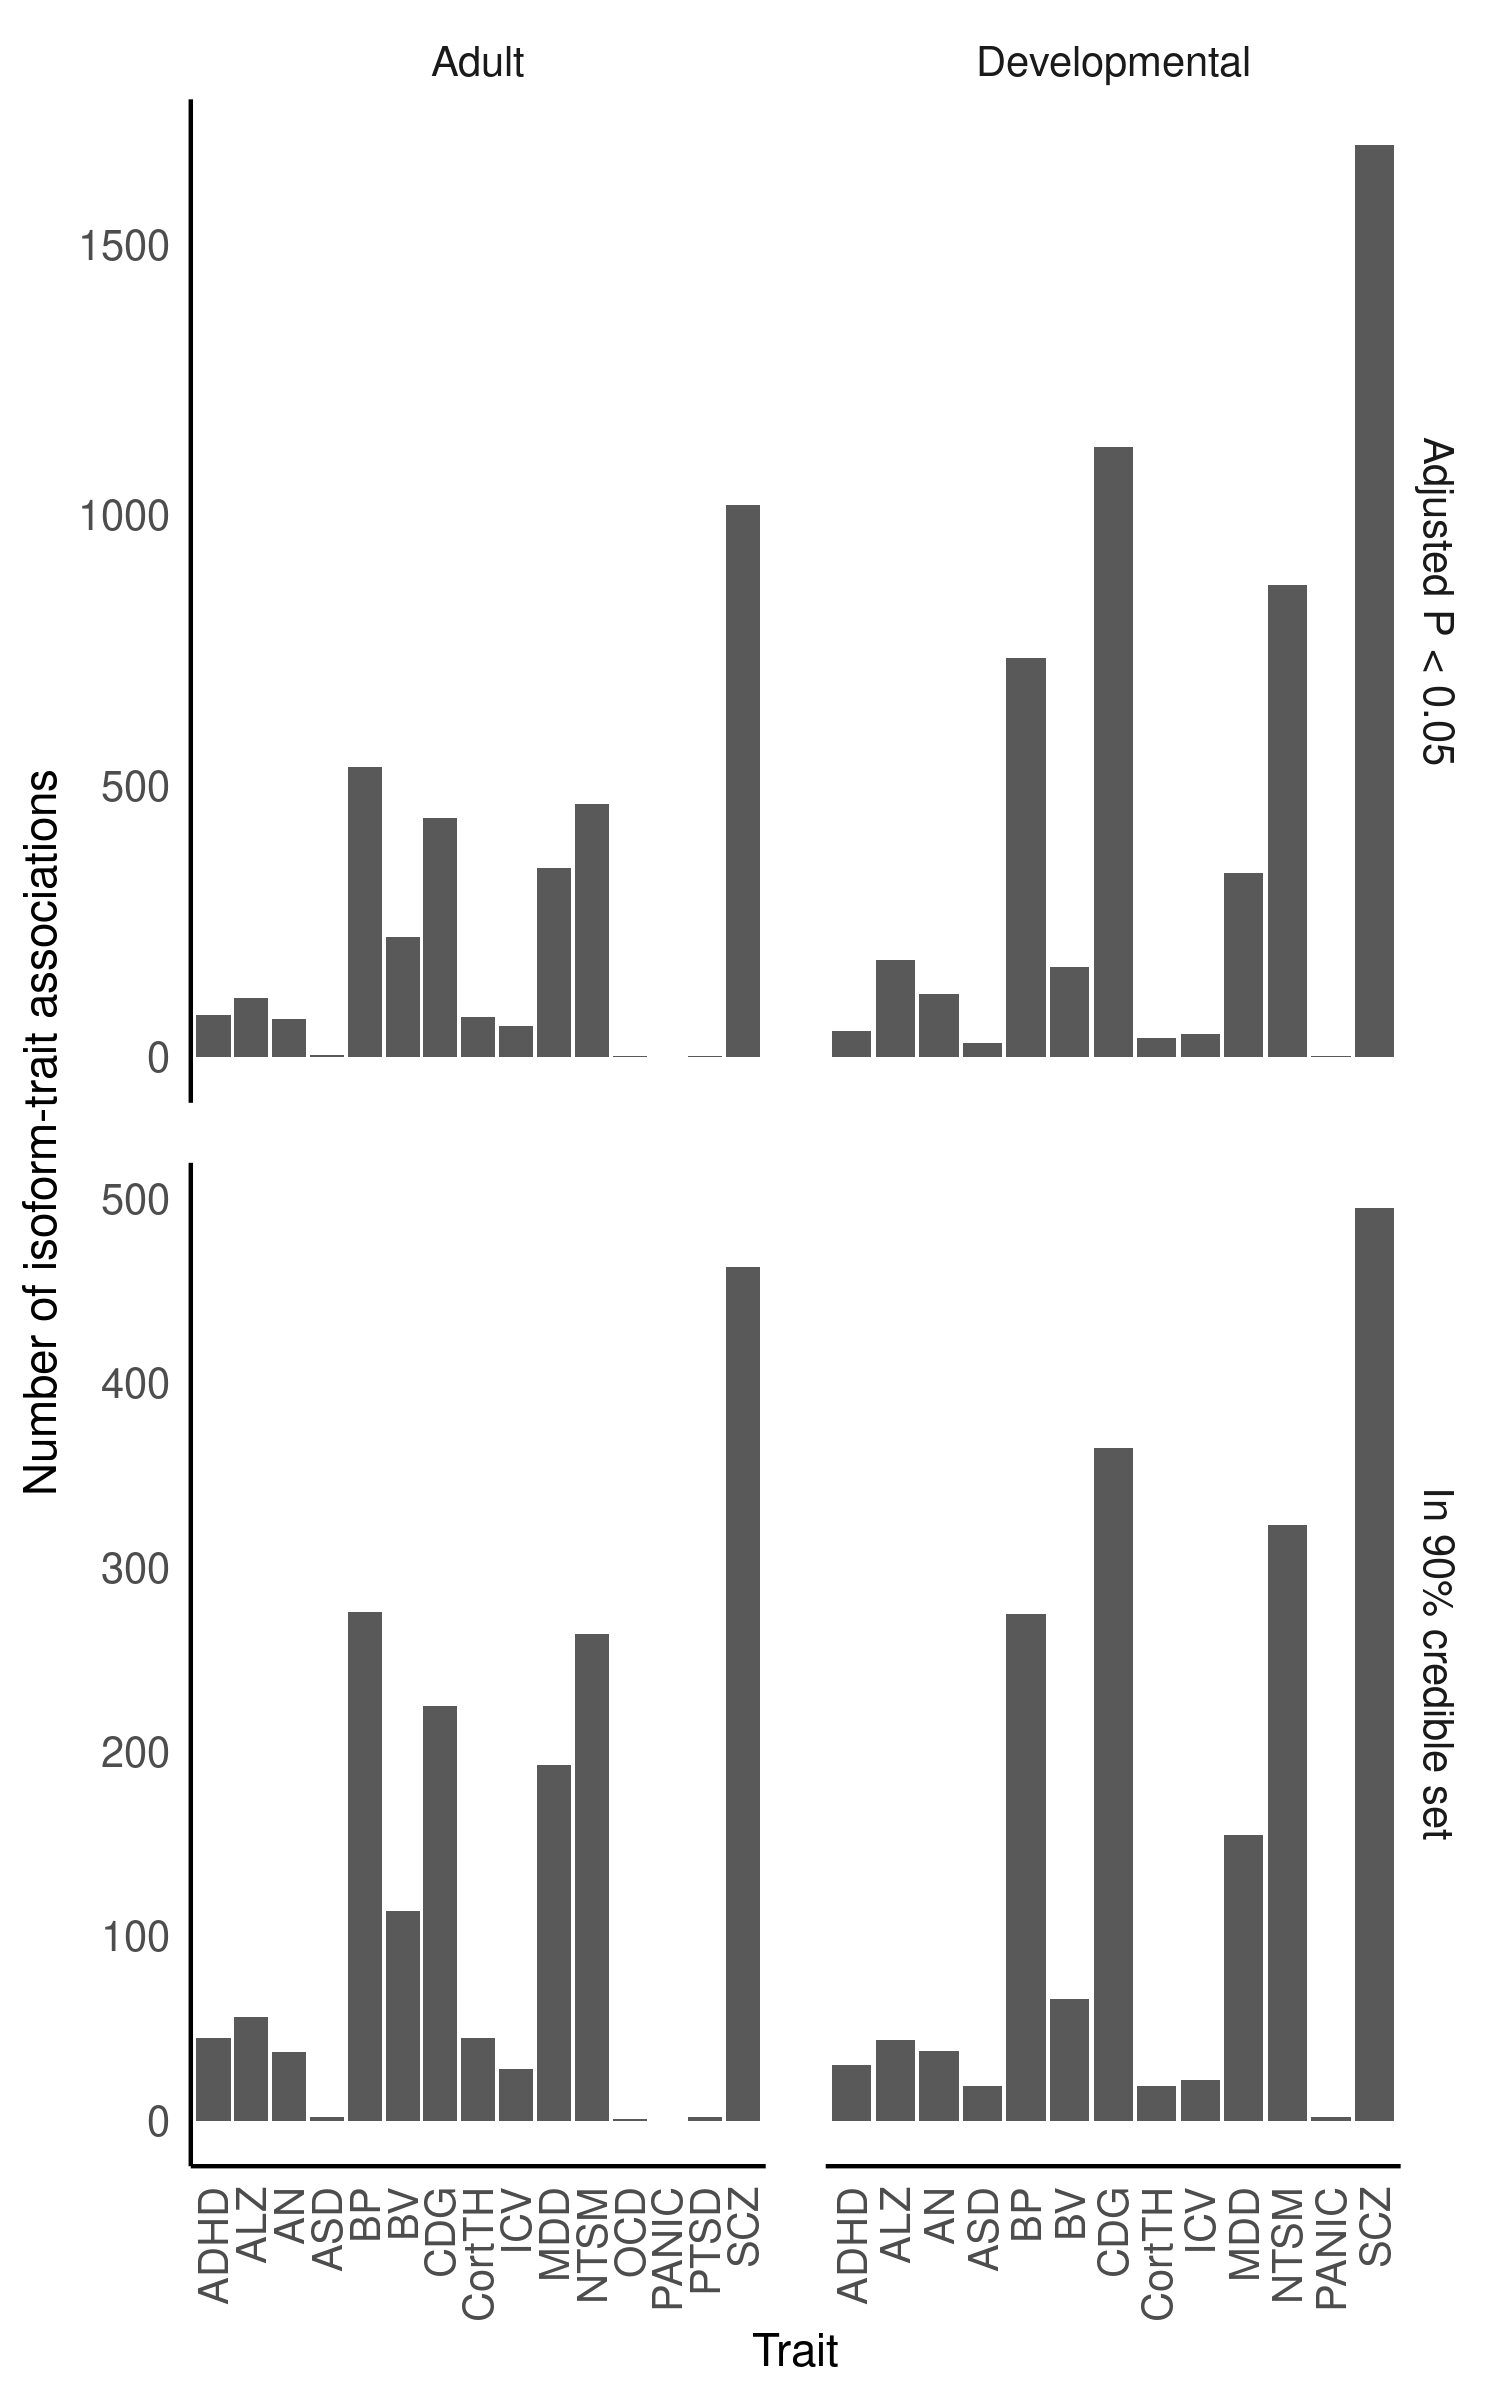 Adult
Developmental
Number of isoform-trait associations
1500
1000
500
0
Adjusted P < 0.05
500
400
300
200
100
0
In 90% credible set
ADHD
ALZ
AN
ASD
BP
BV
CDG
CortTH
ICV
MDD
NTSM
OCD
PANIC
PTSD
SCZ
ADHD
ALZ
AN
ASD
BP
BV
CDG
CortTH
ICV
MDD
NTSM
PANIC
SCZ
Trait